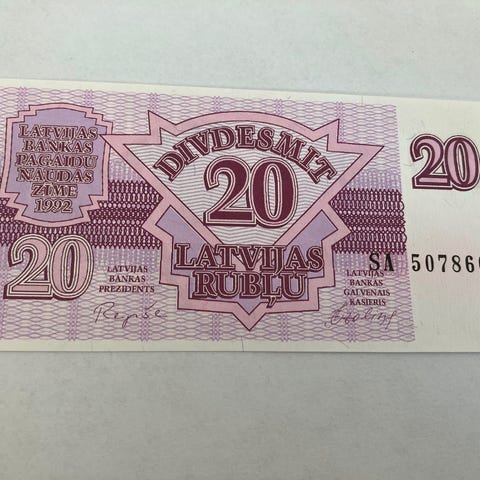 LATVIJAS
BANKAS
PAGAIDU
NAUDAS
ZĪME
1992
DIVDESMIT
20
LATVIJAS
RUBĻU
20
20
SA 50786
LATVIJAS
BANKAS
PREZIDENTS
LATVIJAS
BANKAS
GALVENAIS
KASIERIS